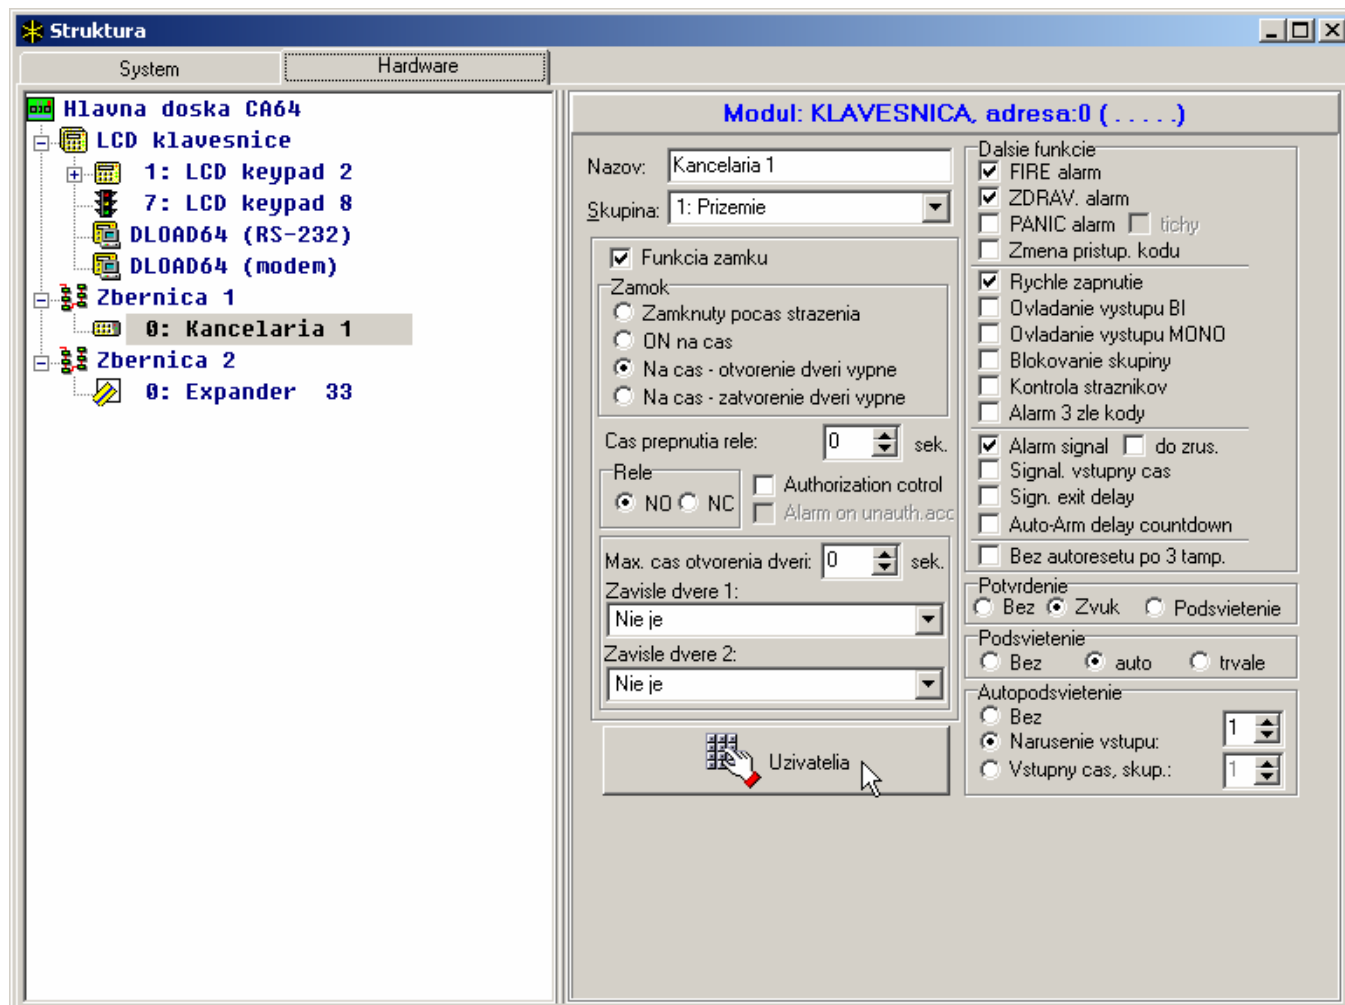 Struktura
System
Hardware
Hlavna doska CA64
LCD klavesnice
1: LCD keypad 2
7: LCD keypad 8
DLOAD64 (RS-232)
DLOAD64 (modem)
Zbernica 1
0: Kancelaria 1
Zbernica 2
0: Expander 33
Modul: KLAVESNICA, adresa:0 ( . . . . .)
Nazov: Kancelaria 1
Skupina: 1: Prizemie
Funkcia zamku
Zamok
Zamknuty pocas strazenia
ON na cas
Na cas - otvorenie dveri vypne
Na cas - zatvorenie dveri vypne
Cas prepnutia rele: 0 sek.
Rele
NO NC
Authorization cotrol
Alarm on unauth.acc
Max. cas otvorenia dveri: 0 sek.
Zavisle dvere 1:
Nie je
Zavisle dvere 2:
Nie je
Uzivatelia
Dalsie funkcie
FIRE alarm
ZDRAV. alarm
PANIC alarm tichy
Zmena pristup. kodu
Rychle zapnutie
Ovladanie vystupu BI
Ovladanie vystupu MONO
Blokovanie skupiny
Kontrola straznikov
Alarm 3 zle kody
Alarm signal do zrus.
Signal. vstupny cas
Sign. exit delay
Auto-Arm delay countdown
Bez autoresetu po 3 tamp.
Potvrdenie
Bez Zvuk Podsvietenie
Podsvietenie
Bez auto trvale
Autopodsvietenie
Bez
Narusenie vstupu: 1
Vstupny cas, skup.: 1